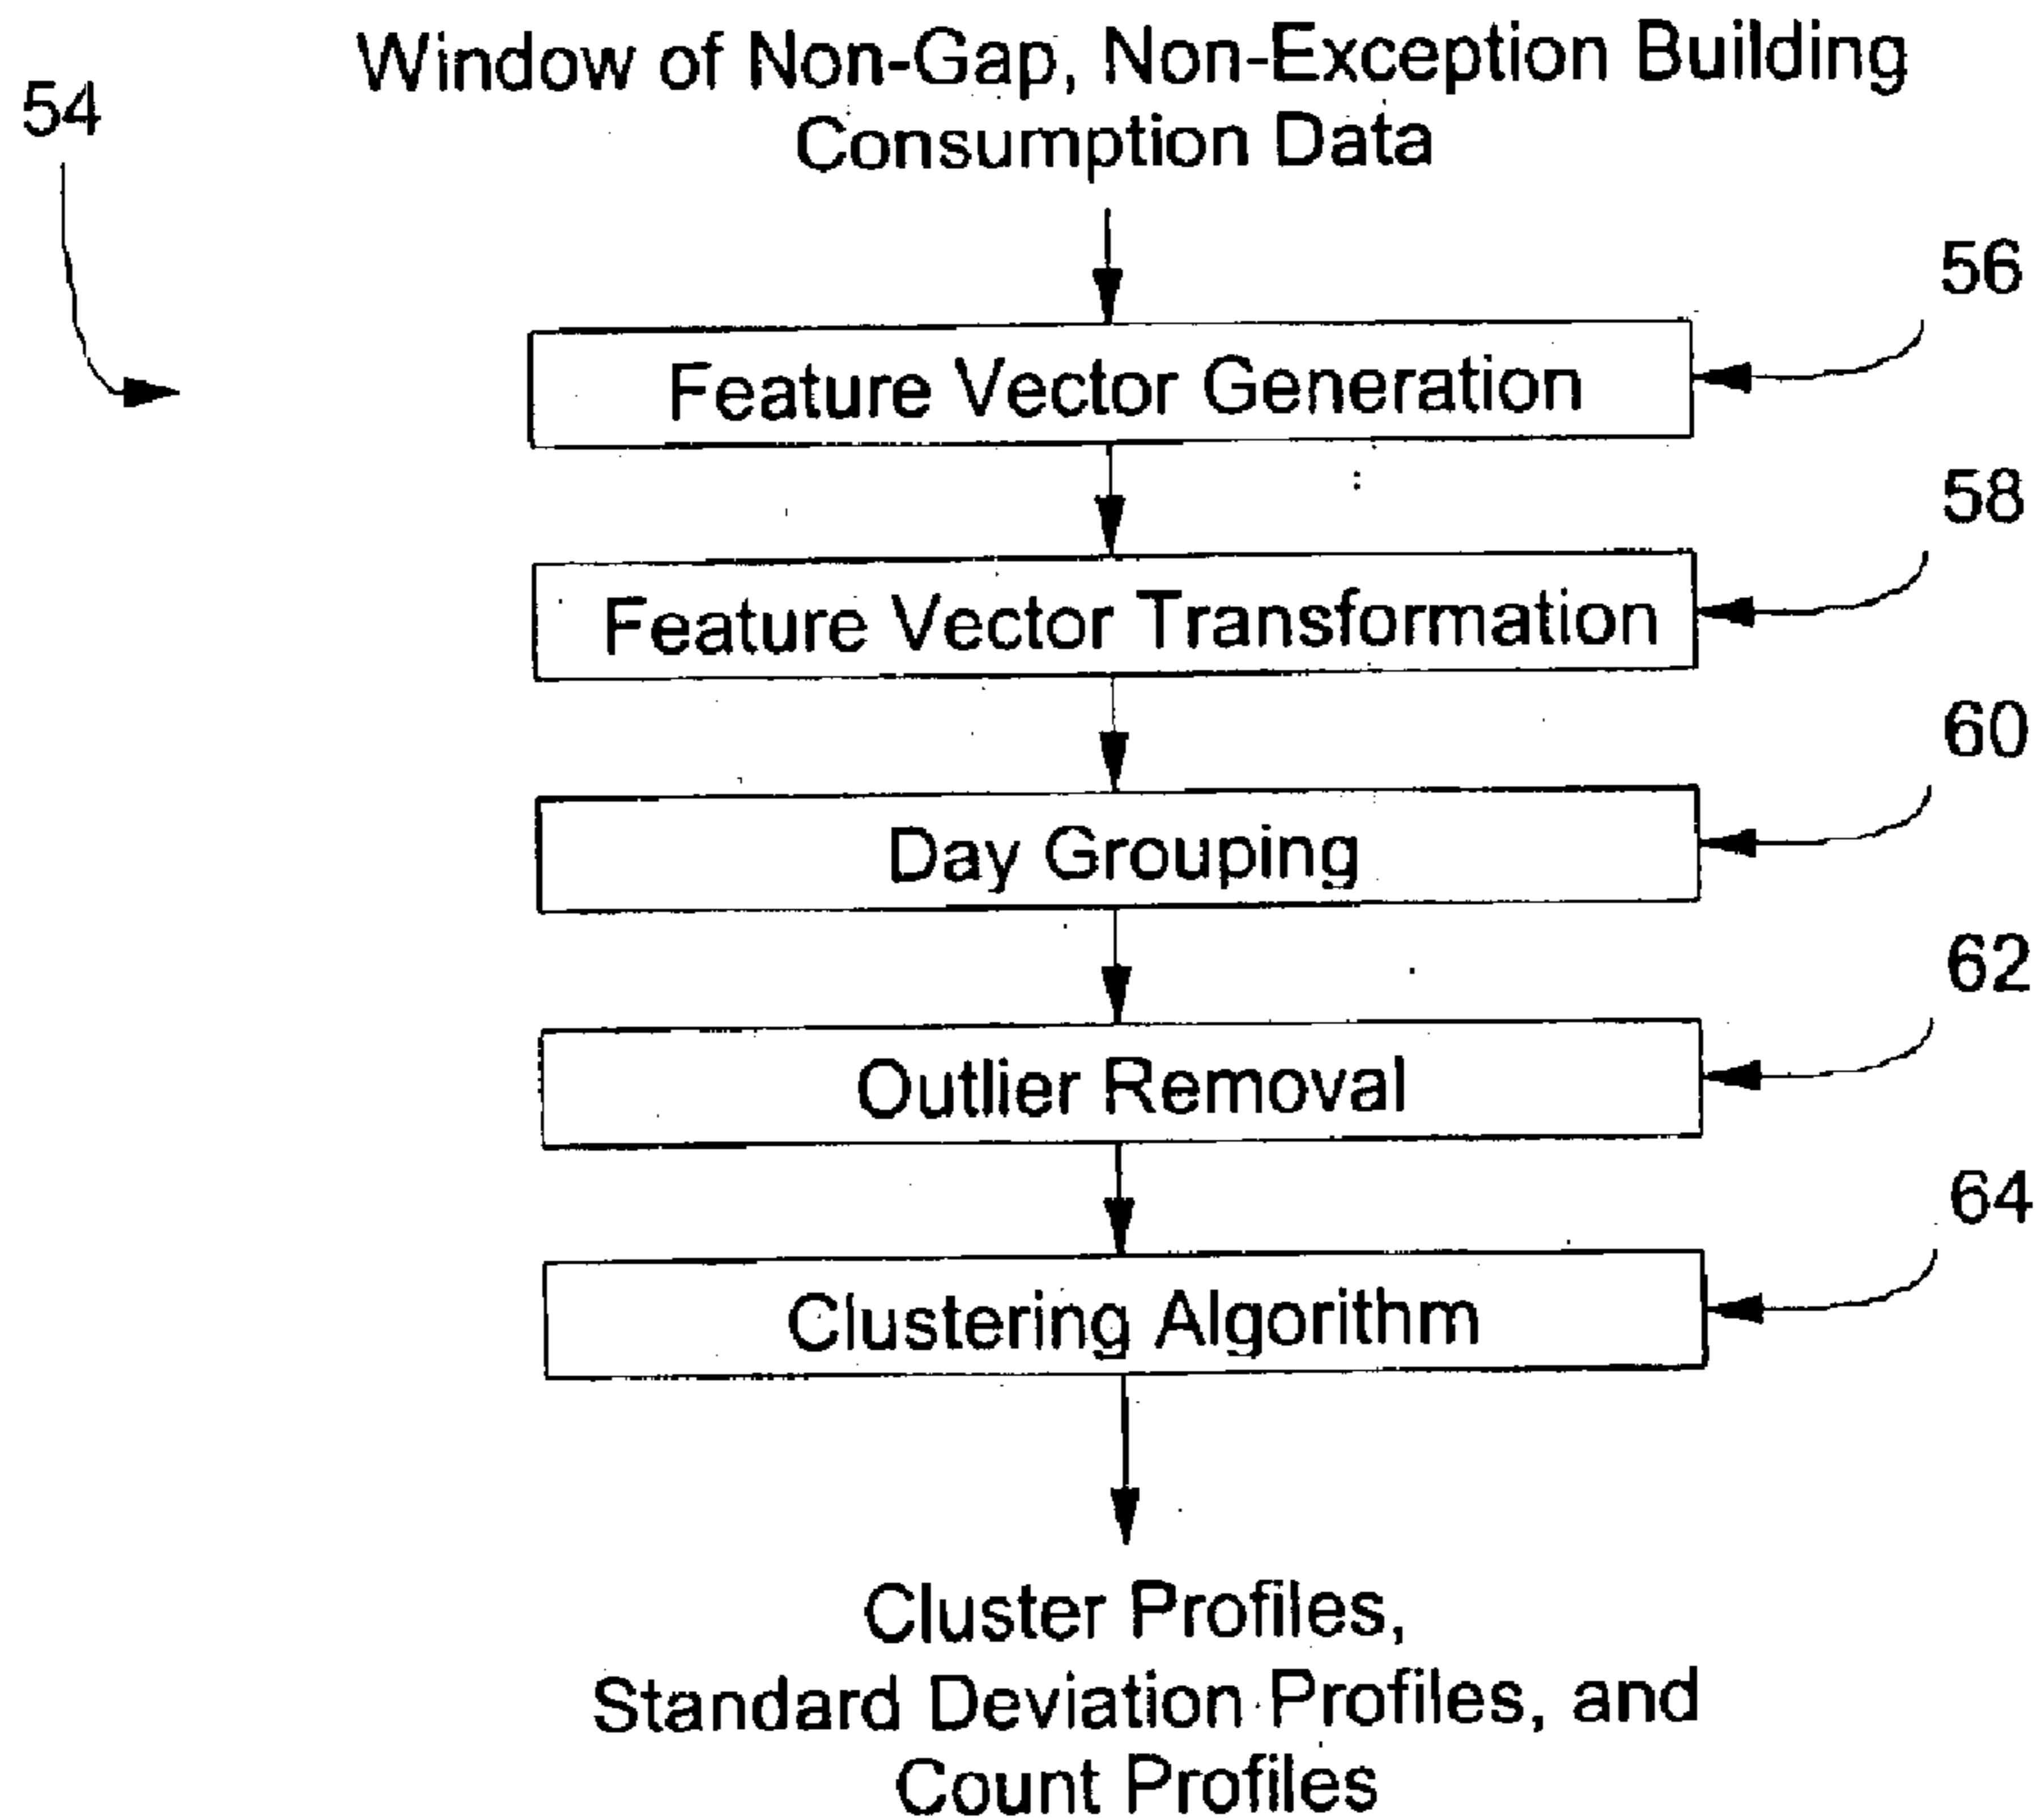 Window of Non-Gap, Non-Exception Building
Consumption Data
54
56
Feature Vector Generation
58
Feature Vector Transformation
60
Day Grouping
62
Outlier Removal
64
Clustering Algorithm
Cluster Profiles,
Standard Deviation Profiles, and
Count Profiles